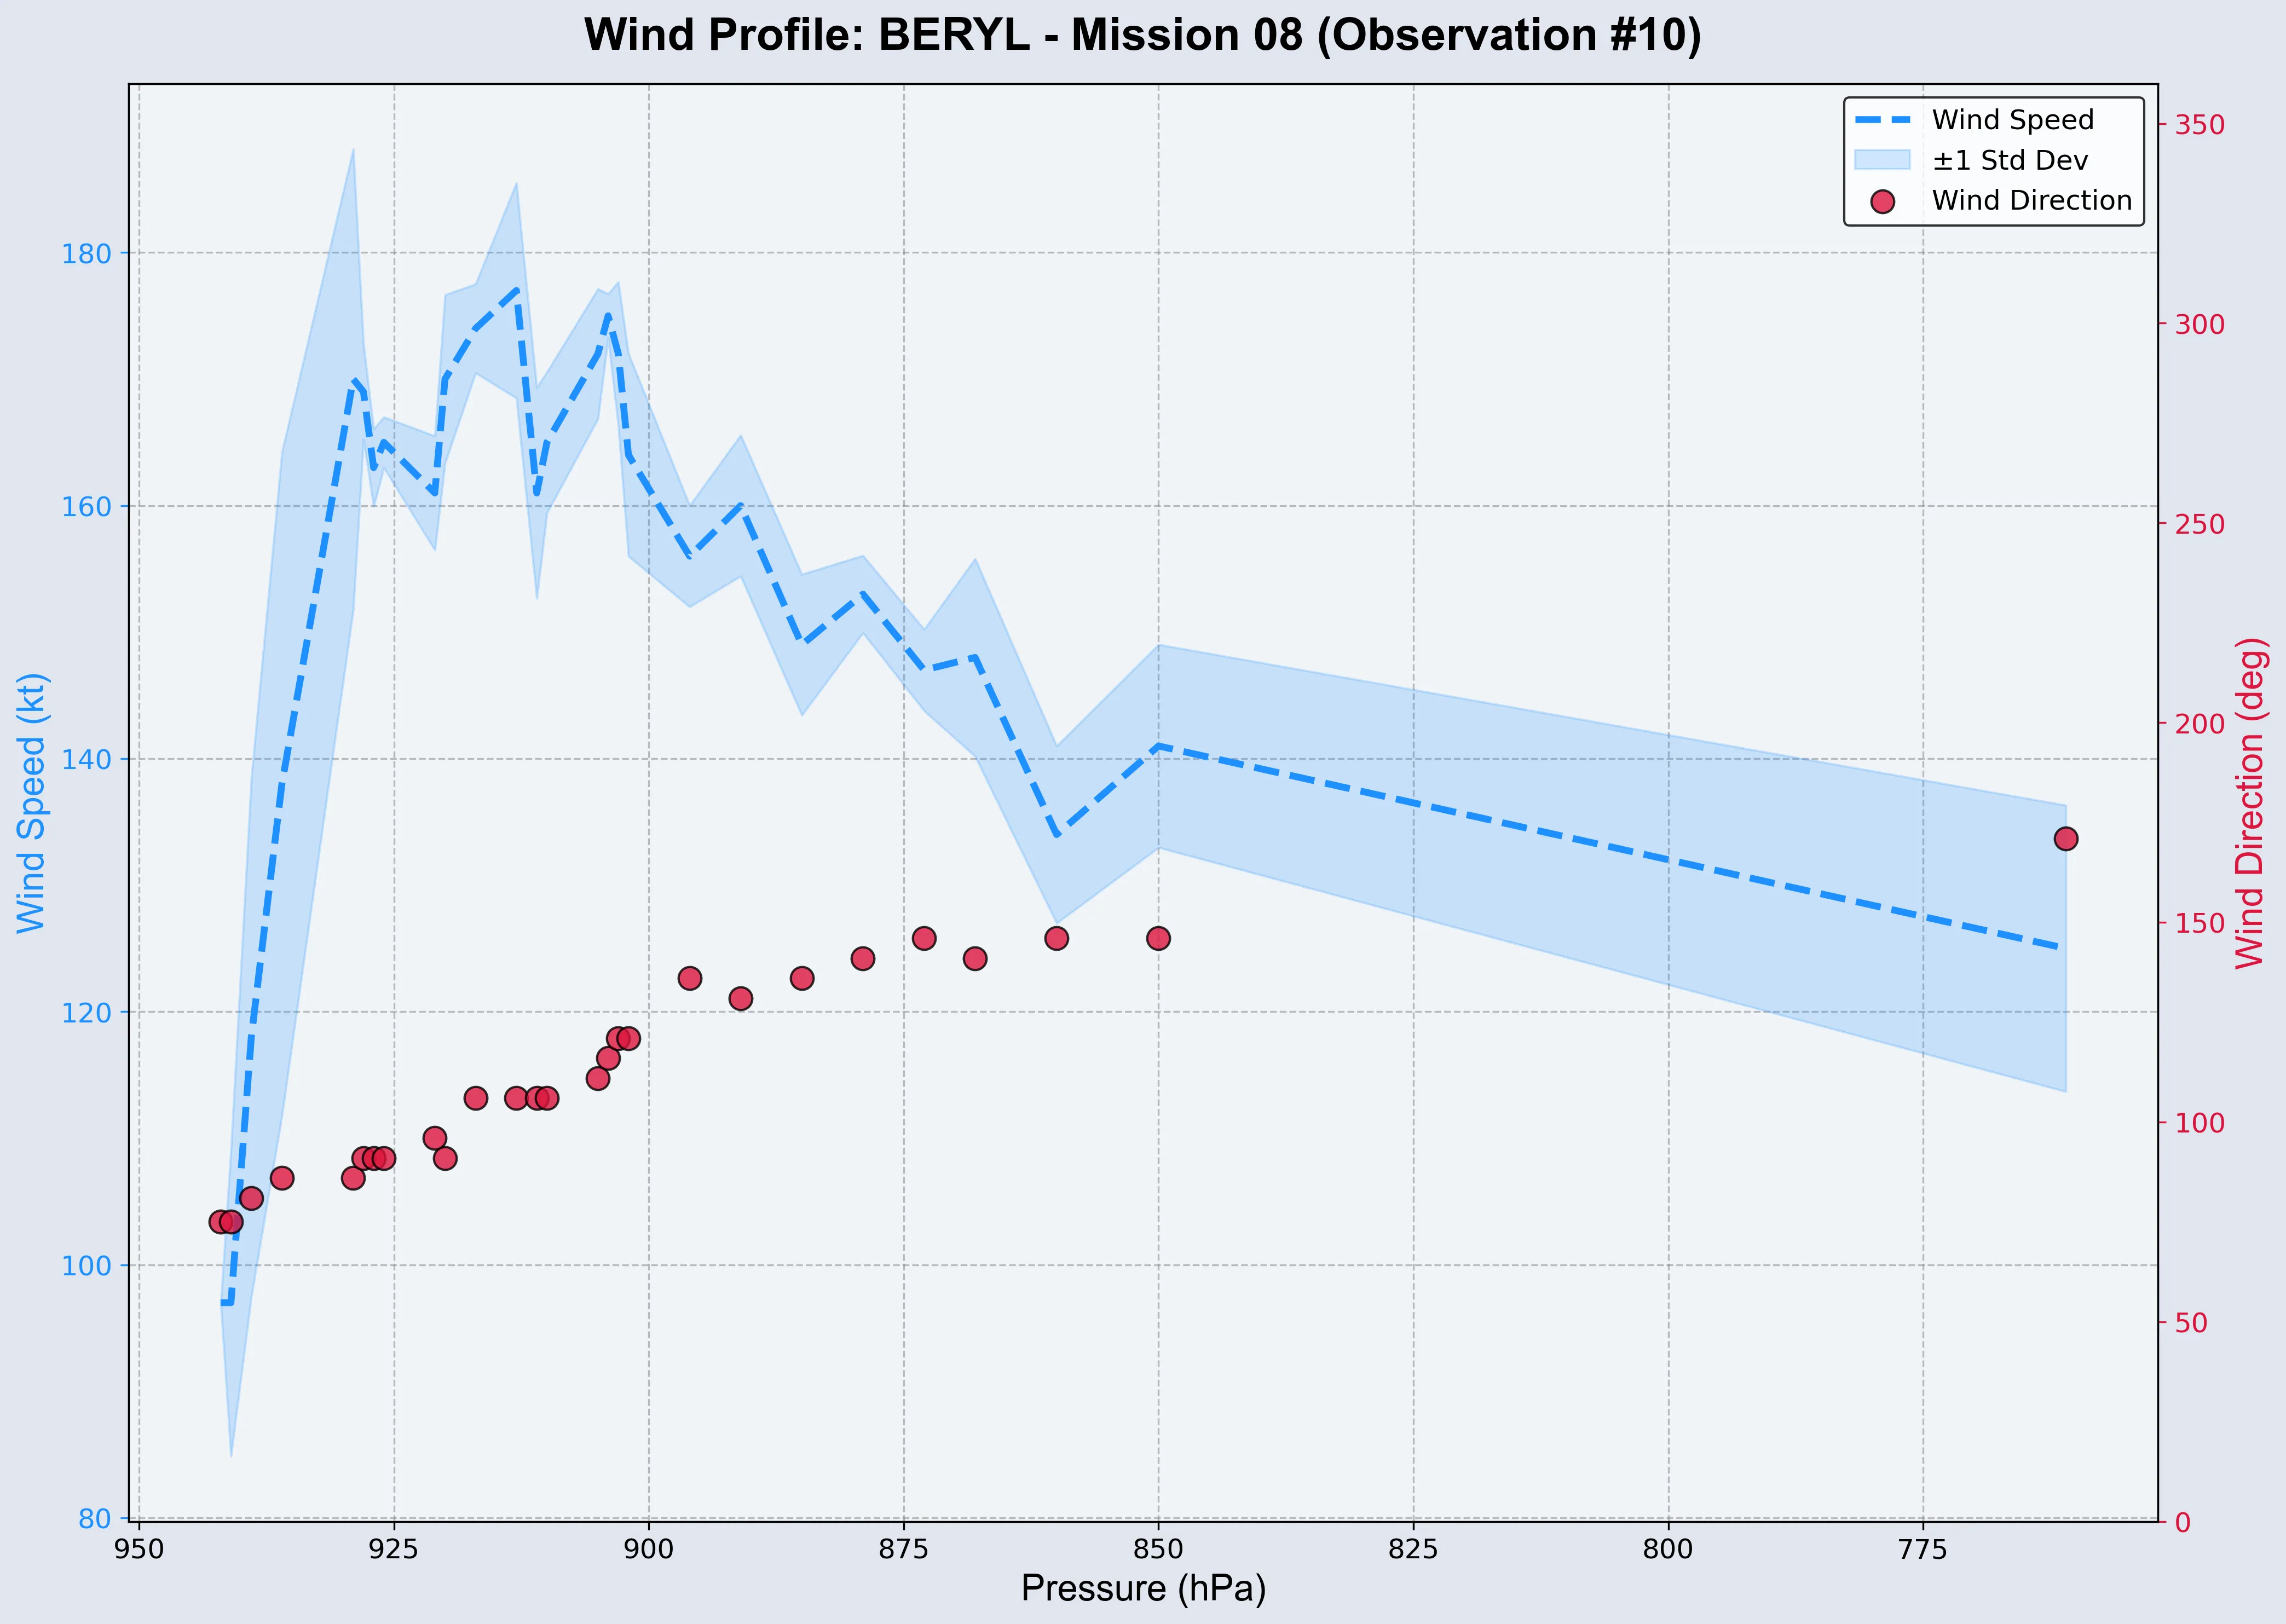 Wind Profile: BERYL - Mission 08 (Observation #10)
Wind Speed
±1 Std Dev
Wind Direction
Wind Speed (kt)
180
160
140
120
100
80
350
300
250
200
150
100
50
0
Wind Direction (deg)
950 925 900 875 850 825 800 775
Pressure (hPa)